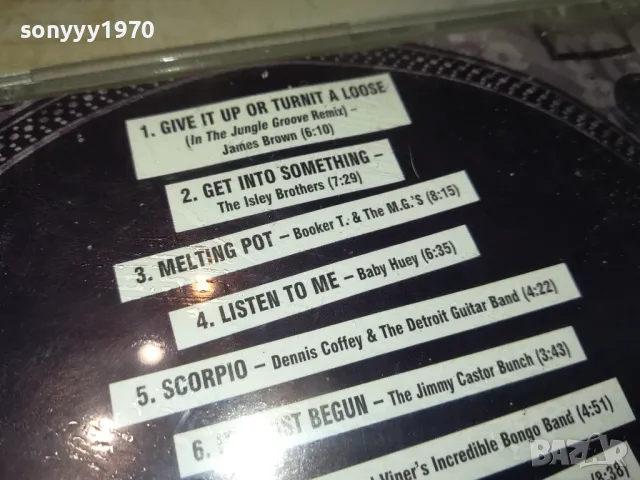 sonyyy1970
1. GIVE IT UP OR TURNIT A LOOSE
(In The Jungle Groove Remix) –
James Brown (6:10)
2. GET INTO SOMETHING –
The Isley Brothers (7:29)
3. MELTING POT – Booker T. & The M.G.'S (8:15)
4. LISTEN TO ME – Baby Huey (6:35)
5. SCORPIO – Dennis Coffey & The Detroit Guitar Band (4:22)
6. BEGUN – The Jimmy Castor Bunch (3:43)
Viner's Incredible Bongo Band (4:51)
(8:38)
BAZAR